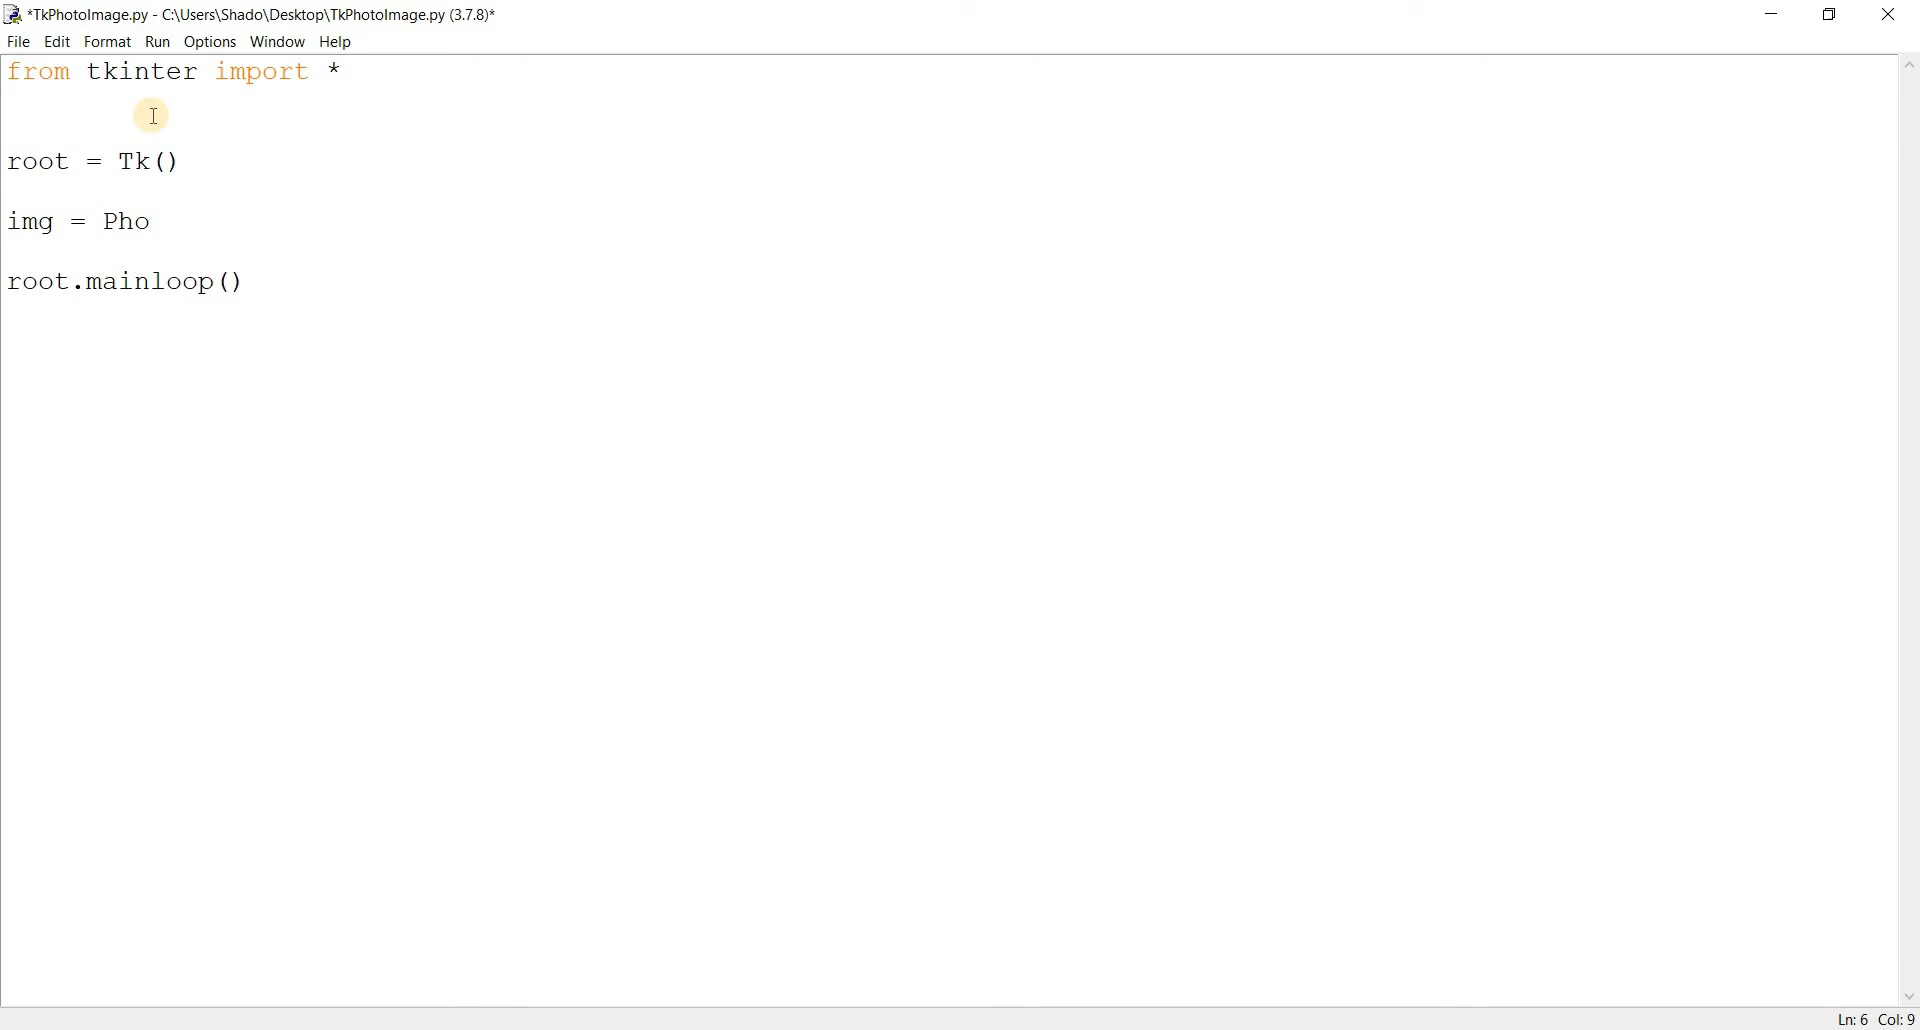 *TkPhotoImage.py - C:\Users\Shado\Desktop\TkPhotoImage.py (3.7.8)*
File Edit Format Run Options Window Help
from tkinter import *
root = Tk()
img = Pho
root.mainloop()
Ln: 6 Col: 9